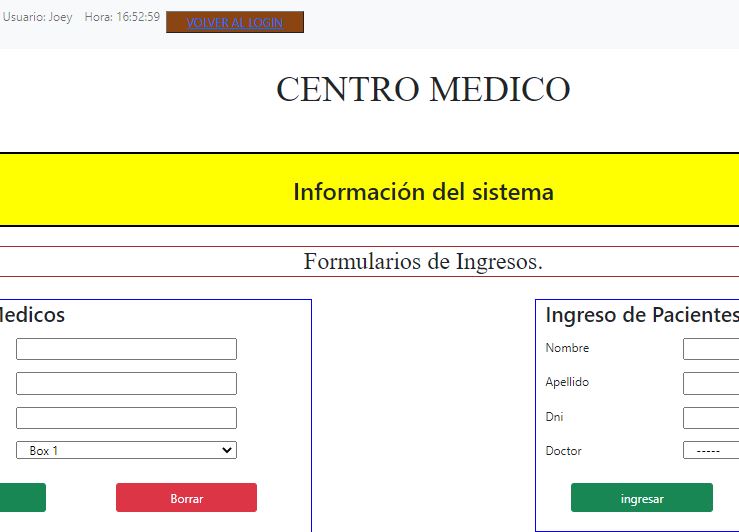 Usuario: Joey Hora: 16:52:59 VOLVER AL LOGIN
CENTRO MEDICO
Información del sistema
Formularios de Ingresos.
Medicos
Box 1
Borrar
Ingreso de Pacientes
Nombre
Apellido
Dni
Doctor -----
ingresar